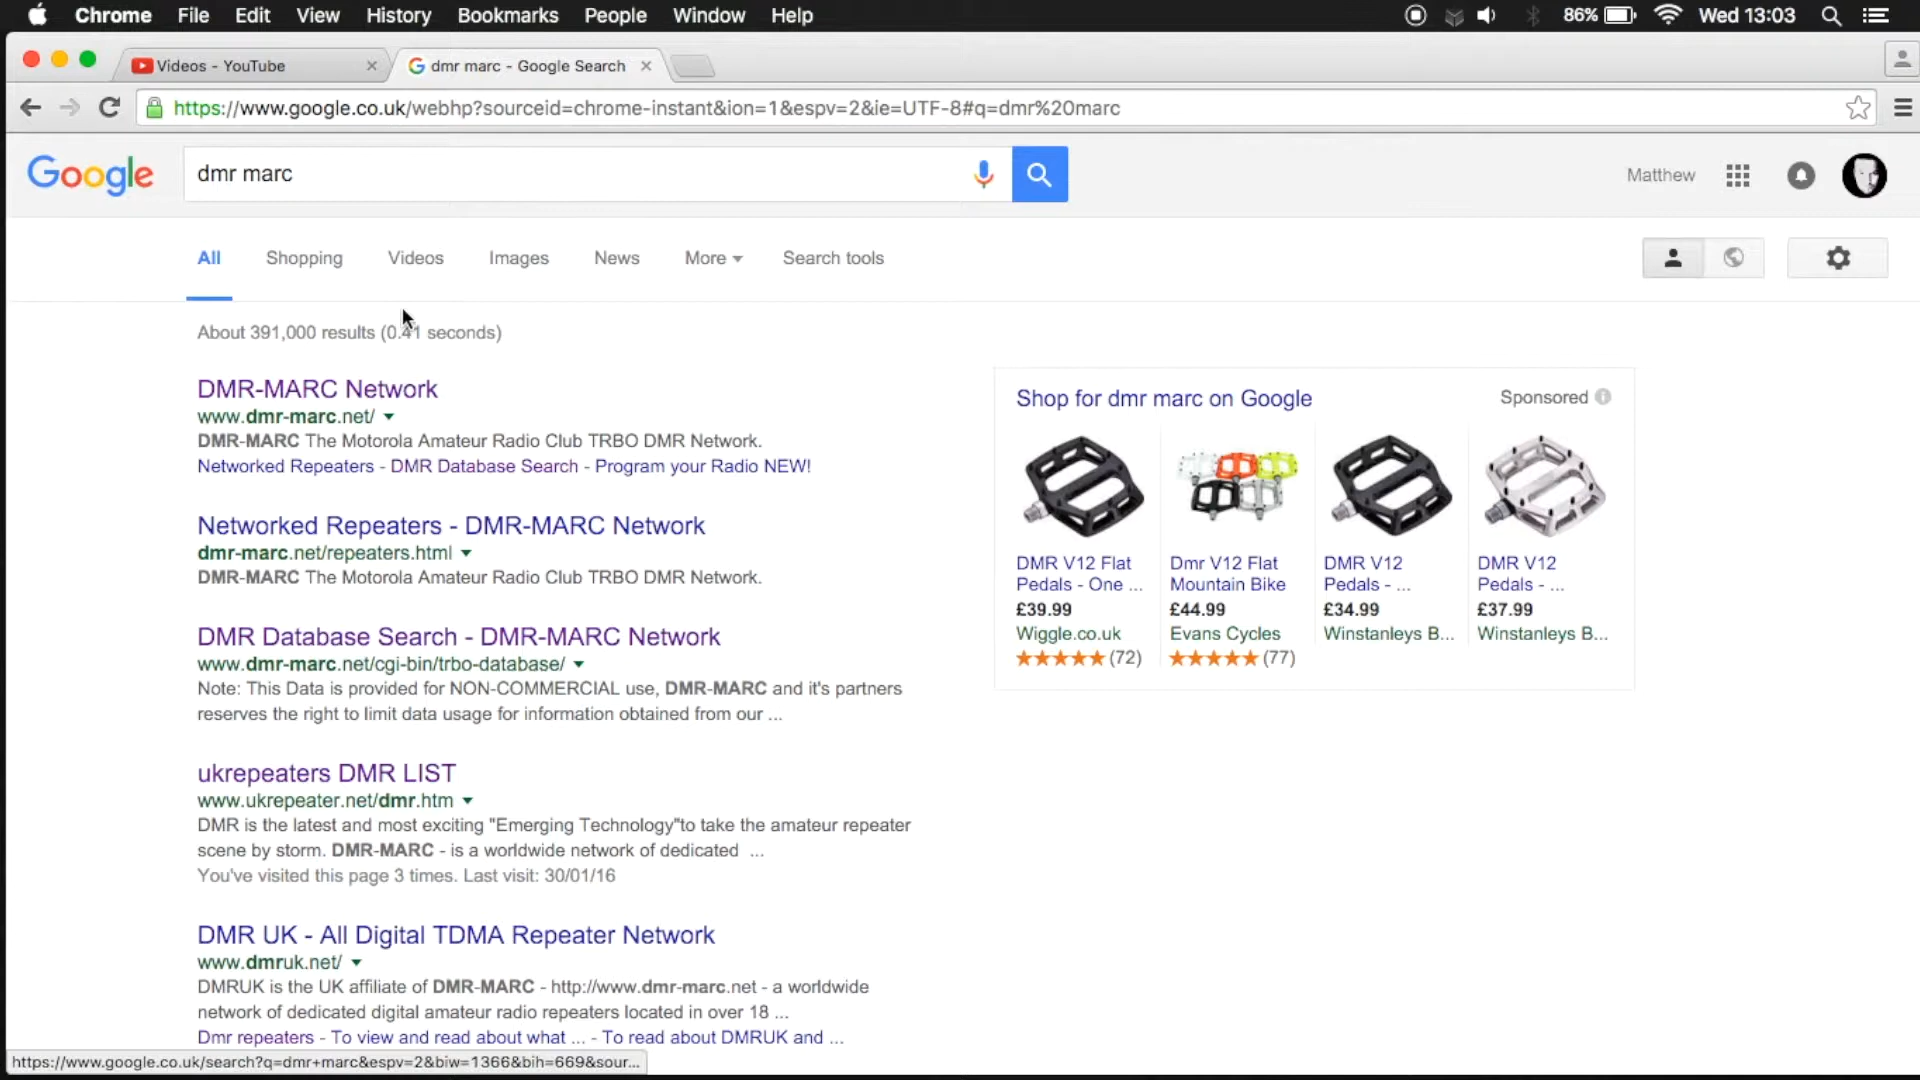 Chrome File Edit View History Bookmarks People Window Help 86% Wed 13:03
Videos - YouTube dmr marc - Google Search
https://www.google.co.uk/webhp?sourceid=chrome-instant&ion=1&espv=2&ie=UTF-8#q=dmr%20marc
Google dmr marc Matthew
All Shopping Videos Images News More Search tools
About 391,000 results (0.41 seconds)
DMR-MARC Network
www.dmr-marc.net/
DMR-MARC The Motorola Amateur Radio Club TRBO DMR Network.
Networked Repeaters - DMR Database Search - Program your Radio NEW!
Networked Repeaters - DMR-MARC Network
dmr-marc.net/repeaters.html
DMR-MARC The Motorola Amateur Radio Club TRBO DMR Network.
DMR Database Search - DMR-MARC Network
www.dmr-marc.net/cgi-bin/trbo-database/
Note: This Data is provided for NON-COMMERCIAL use, DMR-MARC and it's partners
reserves the right to limit data usage for information obtained from our ...
ukrepeaters DMR LIST
www.ukrepeater.net/dmr.htm
DMR is the latest and most exciting "Emerging Technology"to take the amateur repeater
scene by storm. DMR-MARC - is a worldwide network of dedicated ...
You've visited this page 3 times. Last visit: 30/01/16
DMR UK - All Digital TDMA Repeater Network
www.dmruk.net/
DMRUK is the UK affiliate of DMR-MARC - http://www.dmr-marc.net - a worldwide
network of dedicated digital amateur radio repeaters located in over 18 ...
Dmr repeaters - To view and read about what ... - To read about DMRUK and ...
Shop for dmr marc on Google Sponsored
DMR V12 Flat
Pedals - One ...
£39.99
Wiggle.co.uk
(72)
Dmr V12 Flat
Mountain Bike
£44.99
Evans Cycles
(77)
DMR V12
Pedals - ...
£34.99
Winstanleys B...
DMR V12
Pedals - ...
£37.99
Winstanleys B...
https://www.google.co.uk/search?q=dmr+marc&espv=2&biw=1366&bih=669&sour...